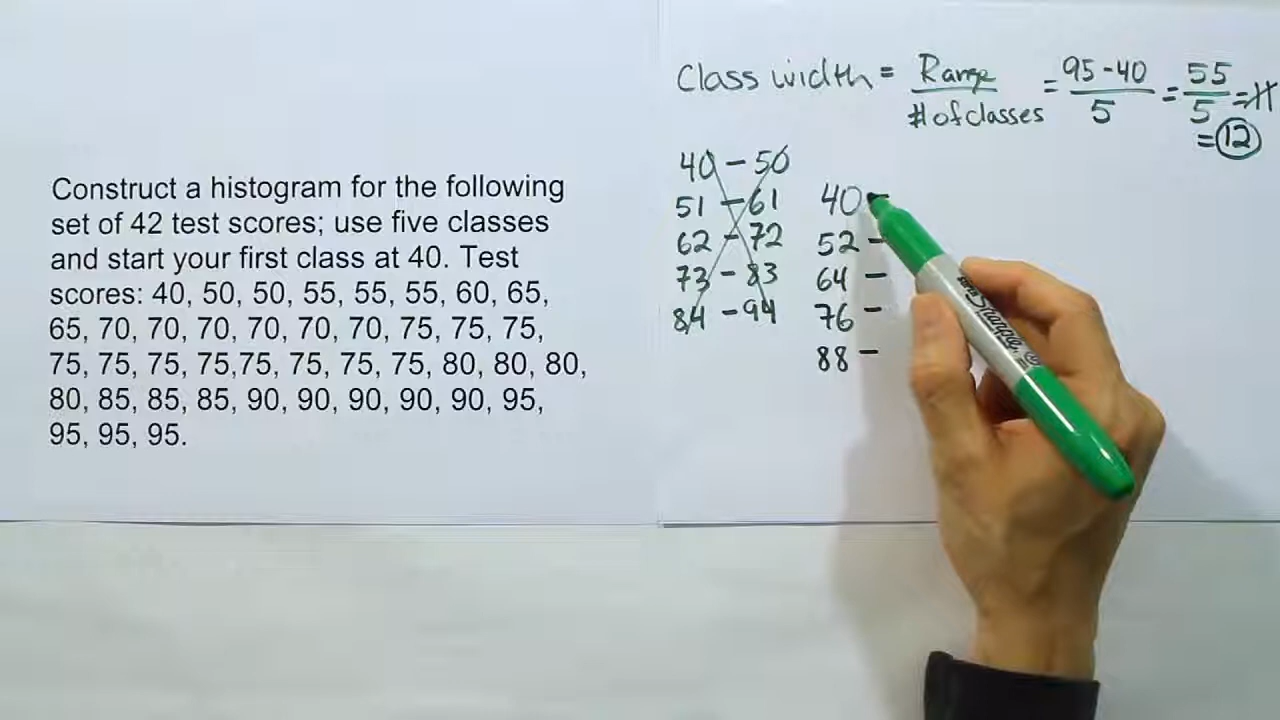 Construct a histogram for the following
set of 42 test scores; use five classes
and start your first class at 40. Test
scores: 40, 50, 50, 55, 55, 55, 60, 65,
65, 70, 70, 70, 70, 70, 70, 75, 75, 75,
75, 75, 75, 75,75, 75, 75, 75, 80, 80, 80,
80, 85, 85, 85, 90, 90, 90, 90, 90, 95,
95, 95, 95.
Class width = Range / # of classes = 95-40 / 5 = 55 / 5 = 11
= 12
40 - 50
51 - 61
62 - 72
73 - 83
84 - 94
40 -
52 -
64 -
76 -
88 -
Sharpie